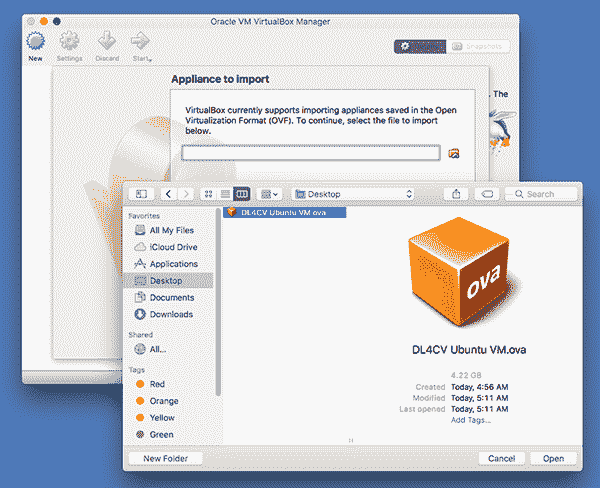 Oracle VM VirtualBox Manager
New Settings Discard Start
Snapshots
Appliance to import
VirtualBox currently supports importing appliances saved in the Open
Virtualization Format (OVF). To continue, select the file to import
below.
The
Desktop
Search
Favorites
All My Files
iCloud Drive
Applications
Desktop
Documents
Downloads
Shared
All...
Tags
Red
Orange
Yellow
Green
DL4CV Ubuntu VM.ova
ova
DL4CV Ubuntu VM.ova
4.22 GB
Created Today, 4:56 AM
Modified Today, 5:11 AM
Last opened Today, 5:11 AM
Add Tags...
New Folder
Cancel
Open